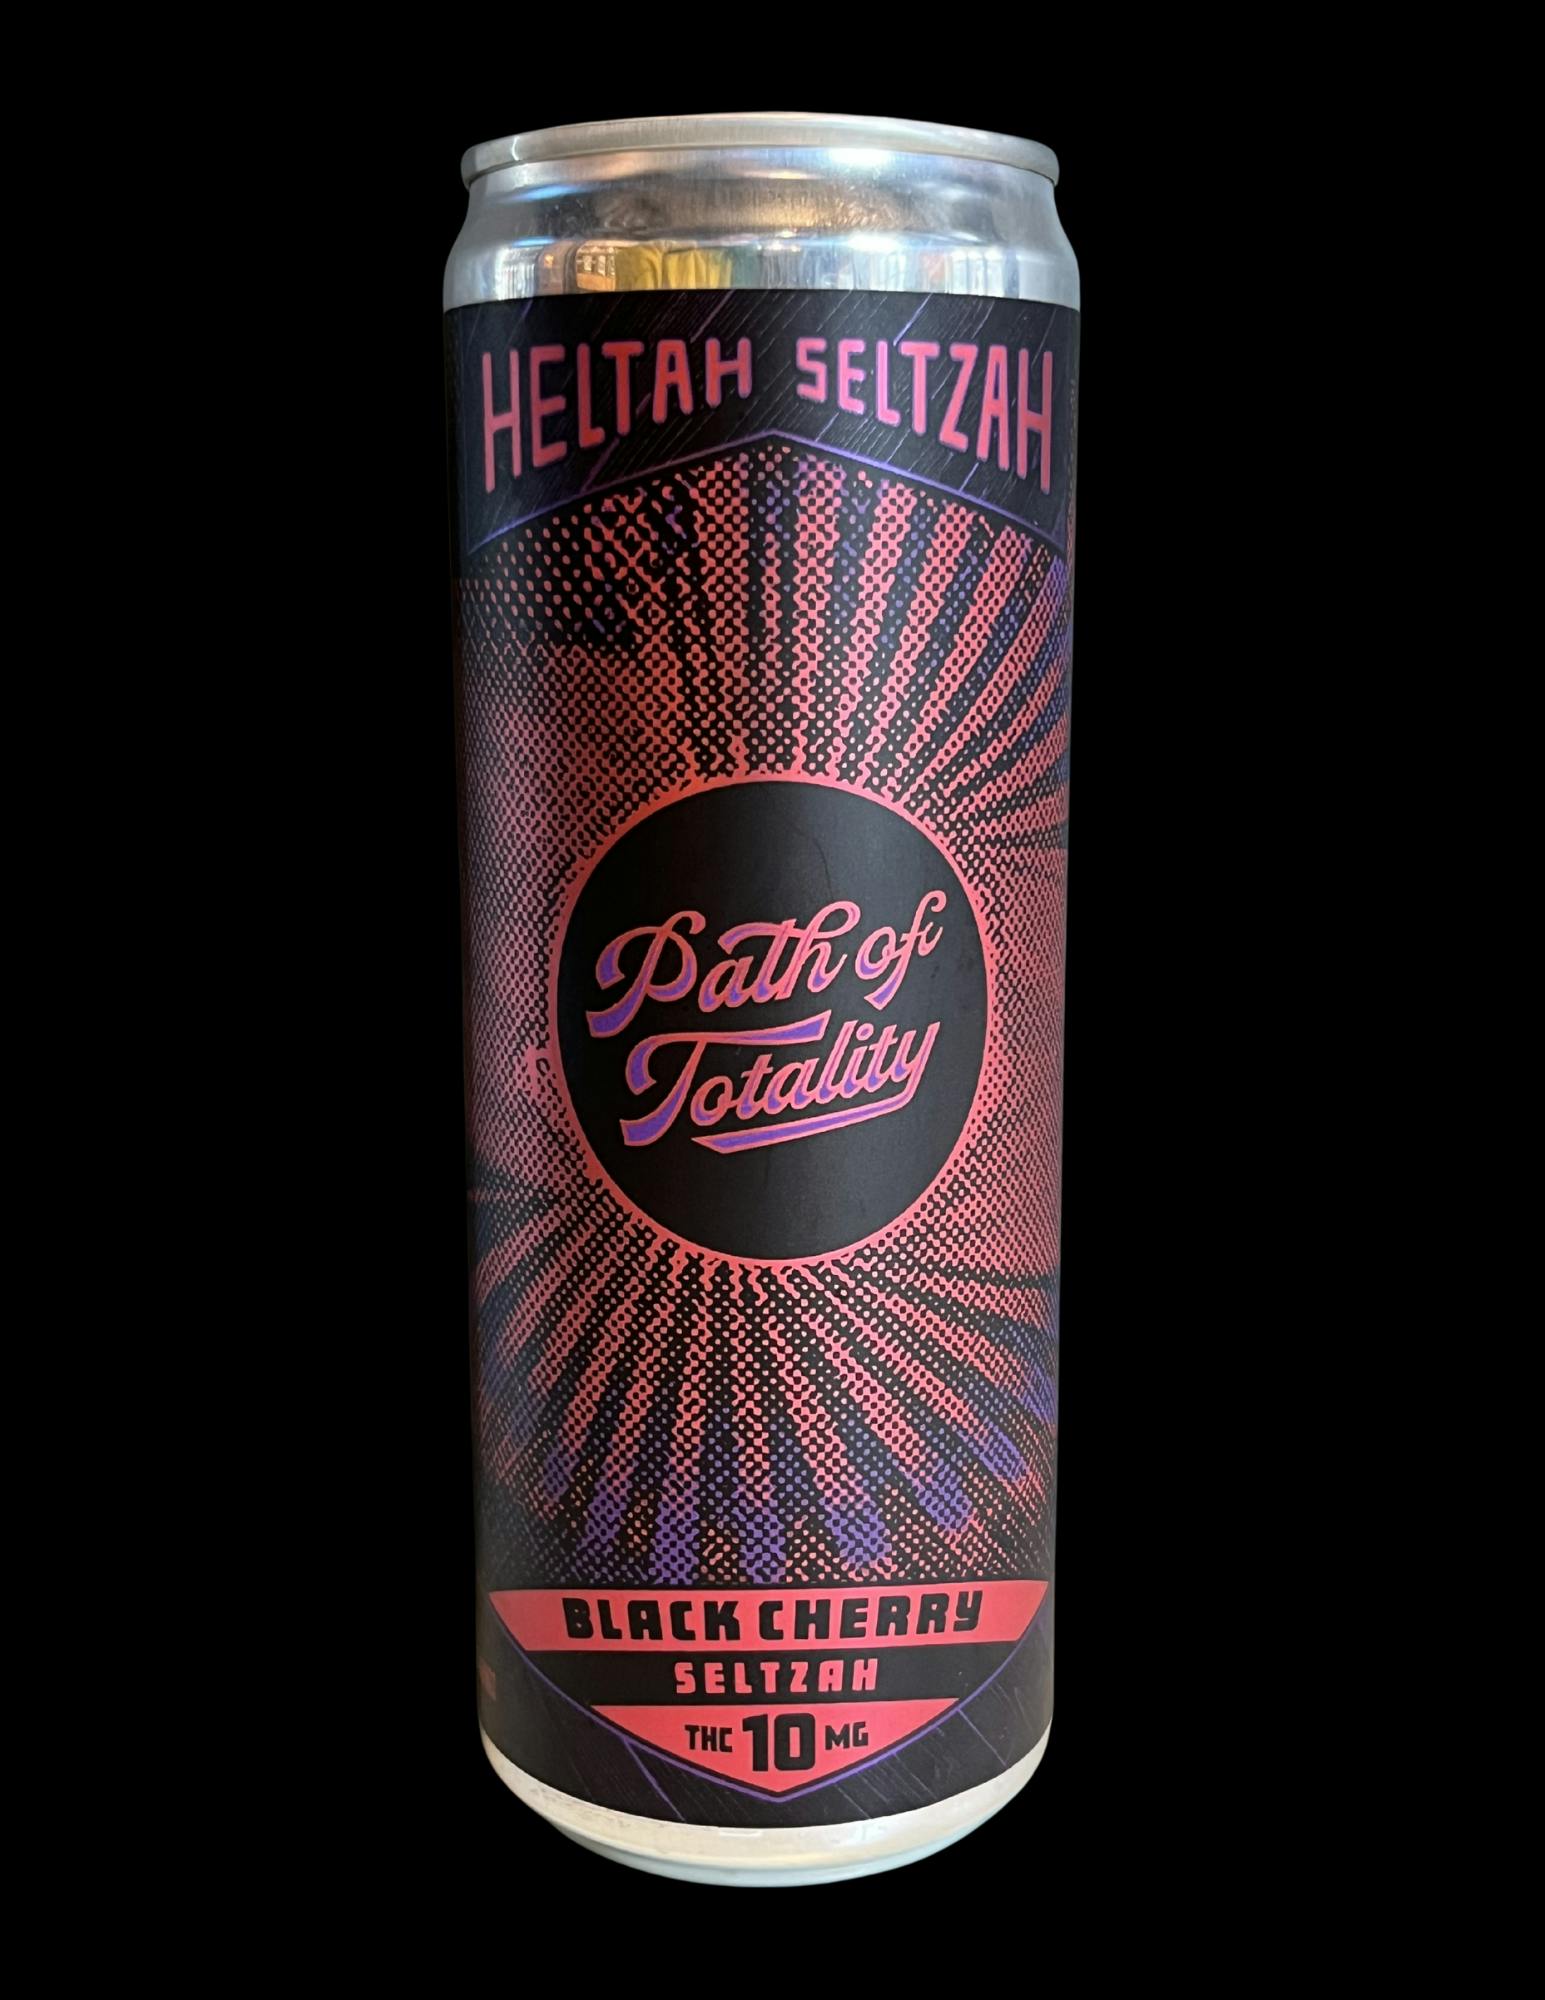 HELTAH SELTZAH
Path of
Totality
BLACK CHERRY
SELTZAH
THC 10 MG